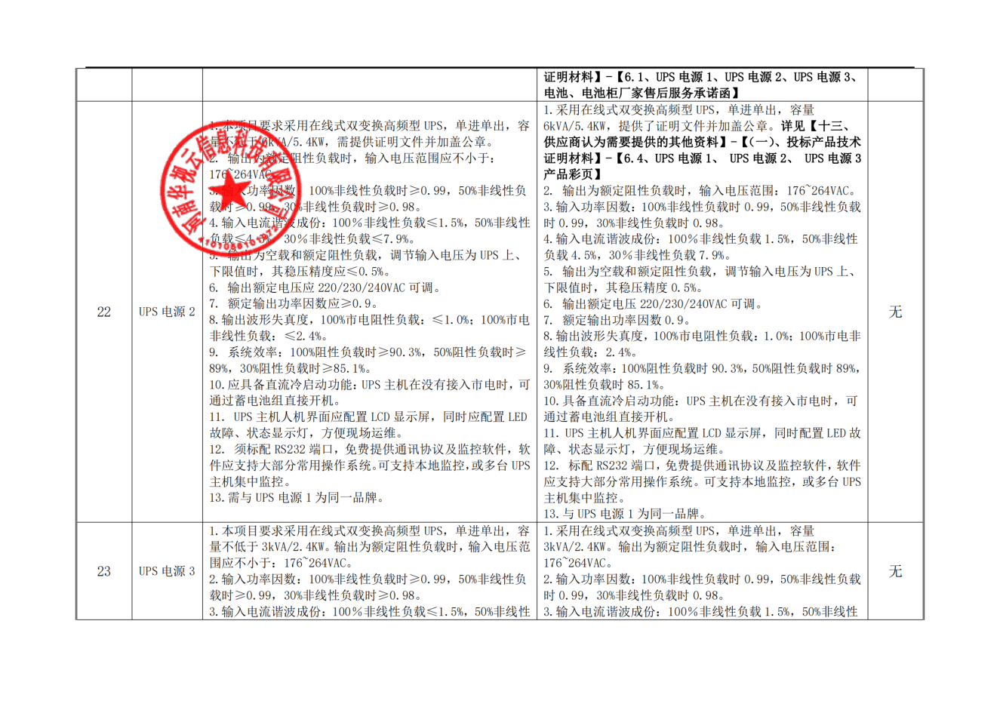 证明材料】-【6.1、UPS 电源 1、UPS 电源 2、UPS 电源 3、
电池、电池柜厂家售后服务承诺函】
22
UPS 电源 2
1.本项目要求采用在线式双变换高频型 UPS，单进单出，容
量不低于 6kVA/5.4KW，需提供证明文件并加盖公章。
2. 输出为额定阻性负载时，输入电压范围应不小于：
176~264VAC。
3.输入功率因数：100%非线性负载时≥0.99，50%非线性负
载时≥0.99，30%非线性负载时≥0.98。
4.输入电流谐波成份：100％非线性负载≤1.5%，50%非线性
负载≤4.5%，30％非线性负载≤7.9%。
5. 输出为空载和额定阻性负载，调节输入电压为 UPS 上、
下限值时，其稳压精度应≤0.5%。
6. 输出额定电压应 220/230/240VAC 可调。
7. 额定输出功率因数应≥0.9。
8.输出波形失真度，100%市电阻性负载：≤1.0%；100%市电
非线性负载：≤2.4%。
9. 系统效率：100%阻性负载时≥90.3%，50%阻性负载时≥
89%，30%阻性负载时≥85.1%。
10.应具备直流冷启动功能：UPS 主机在没有接入市电时，可
通过蓄电池组直接开机。
11. UPS 主机人机界面应配置 LCD 显示屏，同时应配置 LED
故障、状态显示灯，方便现场运维。
12. 须标配 RS232 端口，免费提供通讯协议及监控软件，软
件应支持大部分常用操作系统。可支持本地监控，或多台 UPS
主机集中监控。
13.需与 UPS 电源 1 为同一品牌。
1.采用在线式双变换高频型 UPS，单进单出，容量
6kVA/5.4KW，提供了证明文件并加盖公章。详见【十三、
供应商认为需要提供的其他资料】-【(一)、投标产品技术
证明材料】-【6.4、UPS 电源 1、 UPS 电源 2、 UPS 电源 3
产品彩页】
2. 输出为额定阻性负载时，输入电压范围：176~264VAC。
3.输入功率因数：100%非线性负载时 0.99，50%非线性负载
时 0.99，30%非线性负载时 0.98。
4.输入电流谐波成份：100％非线性负载 1.5%，50%非线性
负载 4.5%，30％非线性负载 7.9%。
5. 输出为空载和额定阻性负载，调节输入电压为 UPS 上、
下限值时，其稳压精度 0.5%。
6. 输出额定电压 220/230/240VAC 可调。
7. 额定输出功率因数 0.9。
8.输出波形失真度，100%市电阻性负载：1.0%；100%市电非
线性负载：2.4%。
9. 系统效率：100%阻性负载时 90.3%，50%阻性负载时 89%，
30%阻性负载时 85.1%。
10.具备直流冷启动功能：UPS 主机在没有接入市电时，可
通过蓄电池组直接开机。
11. UPS 主机人机界面应配置 LCD 显示屏，同时配置 LED 故
障、状态显示灯，方便现场运维。
12. 标配 RS232 端口，免费提供通讯协议及监控软件，软件
应支持大部分常用操作系统。可支持本地监控，或多台 UPS
主机集中监控。
13.与 UPS 电源 1 为同一品牌。
无
河南华视云信息科技有限公司
23
UPS 电源 3
1.本项目要求采用在线式双变换高频型 UPS，单进单出，容
量不低于 3kVA/2.4KW。输出为额定阻性负载时，输入电压范
围应不小于：176~264VAC。
2.输入功率因数：100%非线性负载时≥0.99，50%非线性负
载时≥0.99，30%非线性负载时≥0.98。
3.输入电流谐波成份：100％非线性负载≤1.5%，50%非线性
1.采用在线式双变换高频型 UPS，单进单出，容量
3kVA/2.4KW。输出为额定阻性负载时，输入电压范围：
176~264VAC。
2.输入功率因数：100%非线性负载时 0.99，50%非线性负载
时 0.99，30%非线性负载时 0.98。
3.输入电流谐波成份：100％非线性负载 1.5%，50%非线性
无